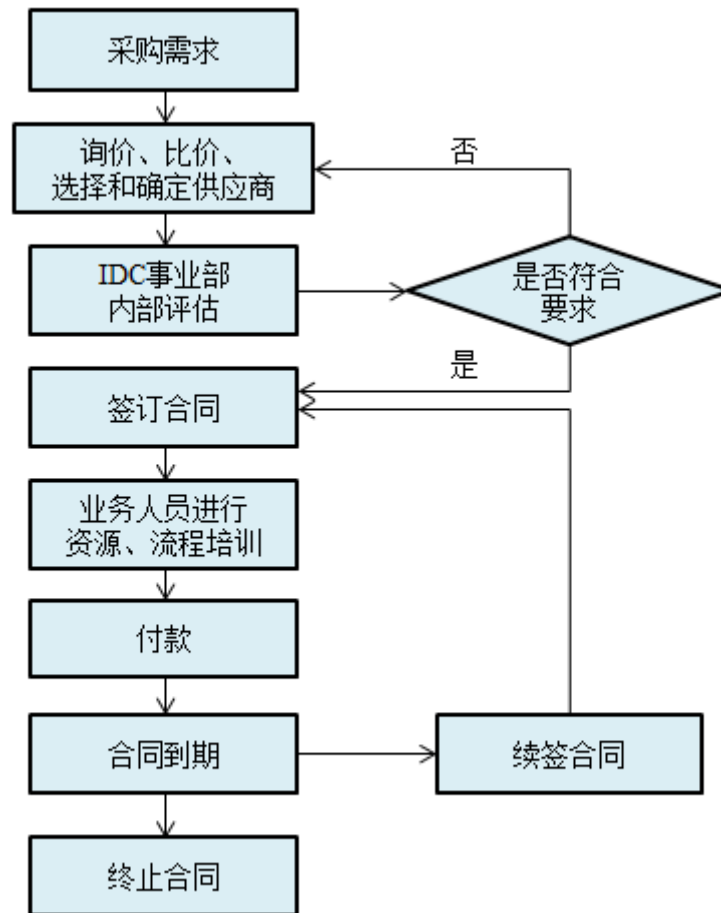 采购需求
询价、比价、
选择和确定供应商
否
IDC事业部
内部评估
是否符合
要求
是
签订合同
业务人员进行
资源、流程培训
付款
合同到期
续签合同
终止合同